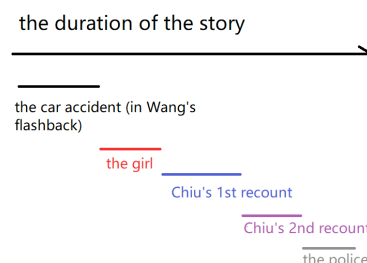 the duration of the story
the car accident (in Wang's
flashback)
the girl
Chiu's 1st recount
Chiu's 2nd recount
the police